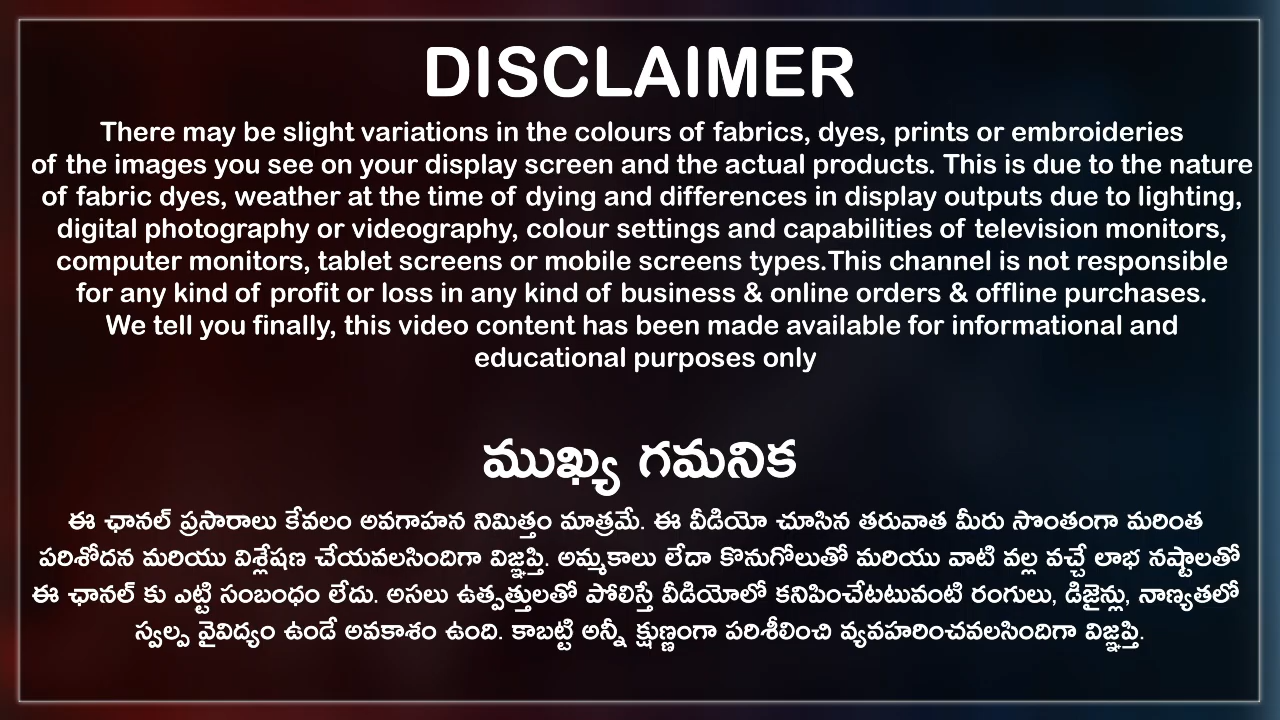 DISCLAIMER
There may be slight variations in the colours of fabrics, dyes, prints or embroideries
of the images you see on your display screen and the actual products. This is due to the nature
of fabric dyes, weather at the time of dying and differences in display outputs due to lighting,
digital photography or videography, colour settings and capabilities of television monitors,
computer monitors, tablet screens or mobile screens types.This channel is not responsible
for any kind of profit or loss in any kind of business & online orders & offline purchases.
We tell you finally, this video content has been made available for informational and
educational purposes only
ముఖ్య గమనిక
ఈ ఛానల్ ప్రసారాలు కేవలం అవగాహన నిమిత్తం మాత్రమే. ఈ వీడియో చూసిన తరువాత మీరు సొంతంగా మరింత
పరిశోదన మరియు విశ్లేషణ చేయవలసిందిగా విజ్ఞప్తి. అమ్మకాలు లేదా కొనుగోలుతో మరియు వాటి వల్ల వచ్చే లాభ నష్టాలతో
ఈ ఛానల్ కు ఎట్టి సంబంధం లేదు. అసలు ఉత్పత్తులతో పోలిస్తే వీడియోలో కనిపించేటటువంటి రంగులు, డిజైన్లు, నాణ్యతలో
స్వల్ప వైవిద్యం ఉండే అవకాశం ఉంది. కాబట్టి అన్నీ క్షుణ్ణంగా పరిశీలించి వ్యవహరించవలసిందిగా విజ్ఞప్తి.